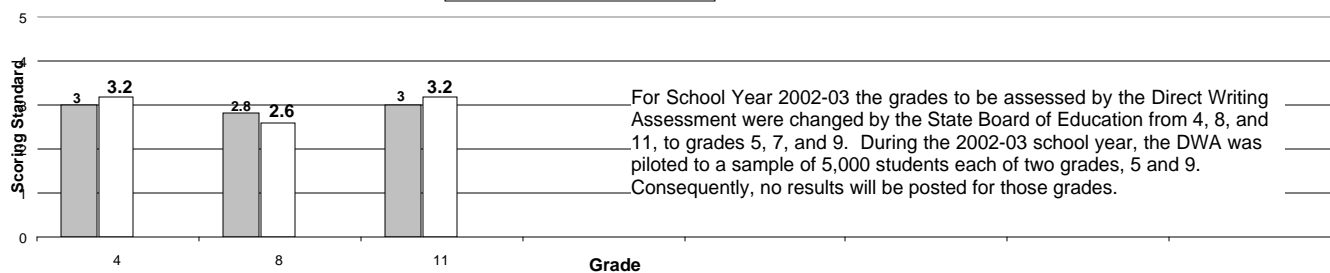 5
4
3
2
1
0
Scoring Standard
3
3.2
2.8
2.6
3
3.2
For School Year 2002-03 the grades to be assessed by the Direct Writing
Assessment were changed by the State Board of Education from 4, 8, and
11, to grades 5, 7, and 9. During the 2002-03 school year, the DWA was
piloted to a sample of 5,000 students each of two grades, 5 and 9.
Consequently, no results will be posted for those grades.
4
8
11
Grade